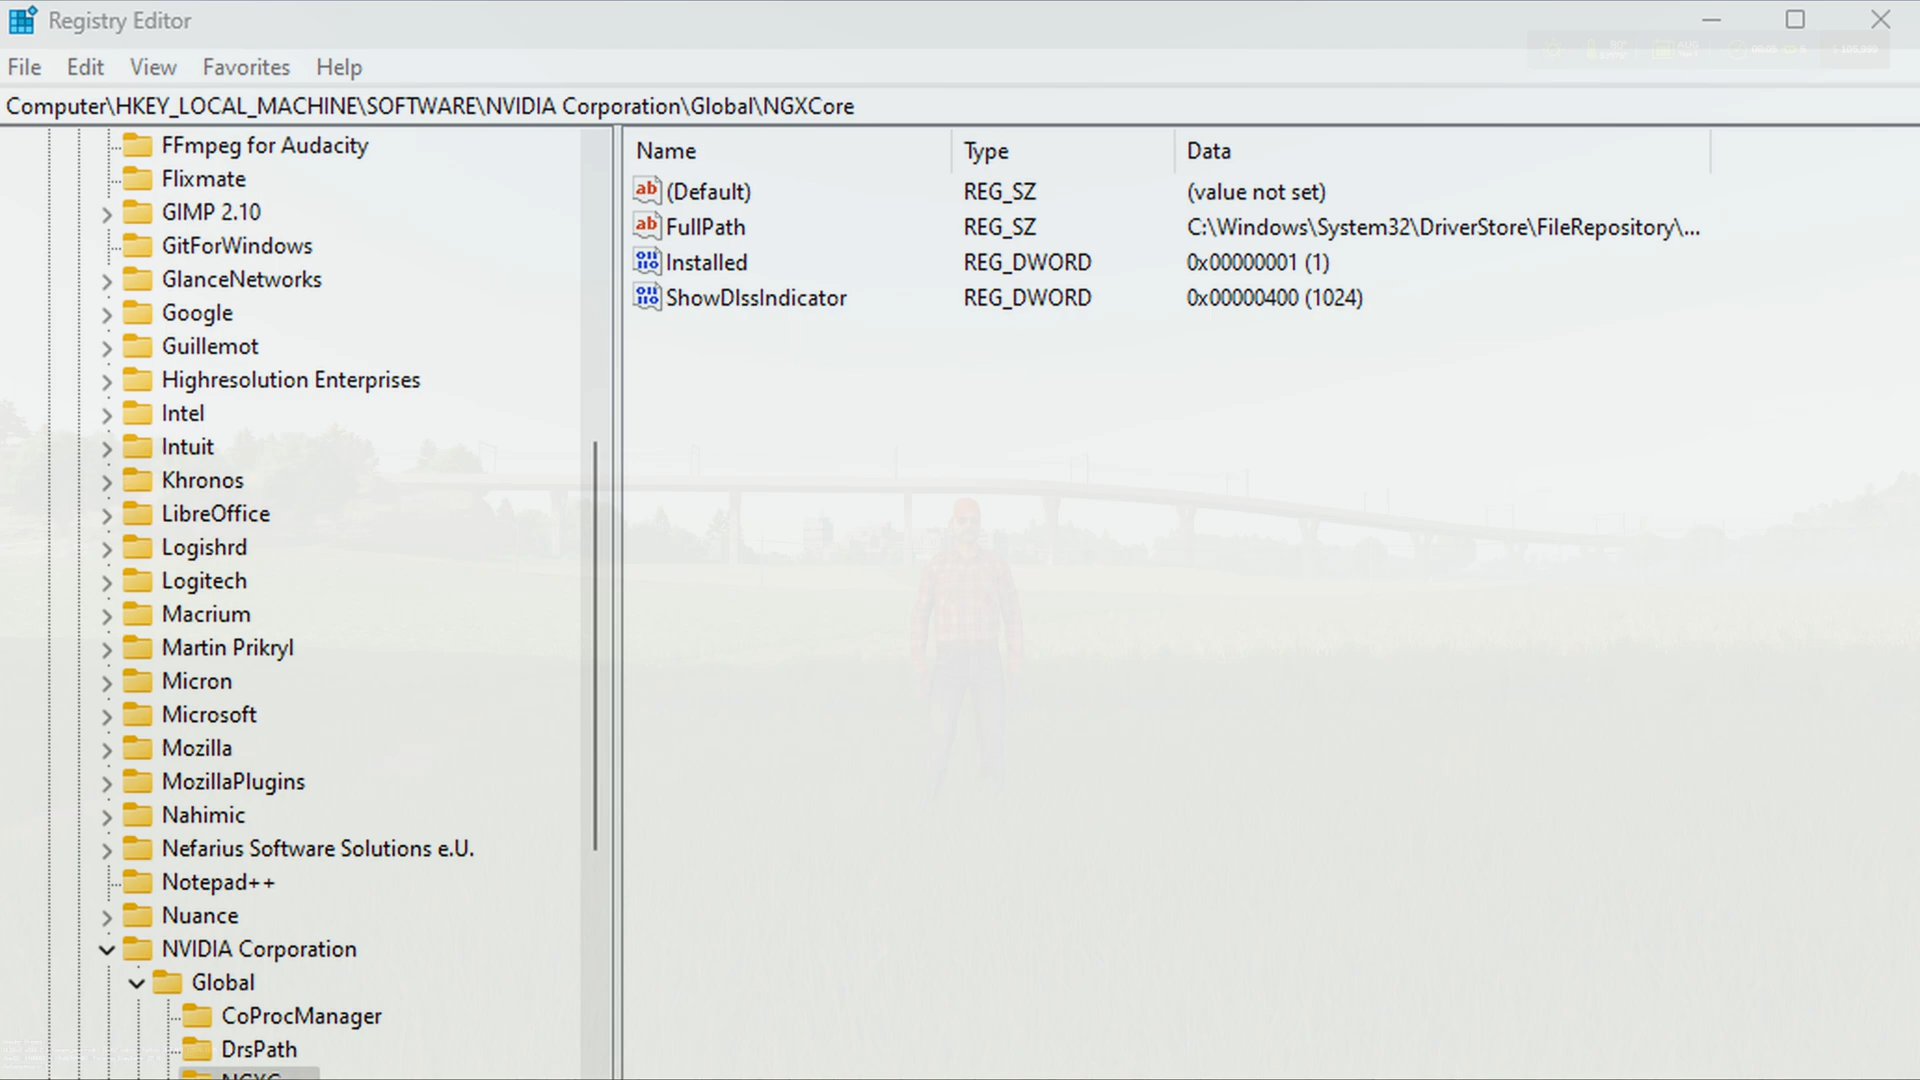 Registry Editor
File Edit View Favorites Help
Computer\HKEY_LOCAL_MACHINE\SOFTWARE\NVIDIA Corporation\Global\NGXCore
FFmpeg for Audacity
Flixmate
GIMP 2.10
GitForWindows
GlanceNetworks
Google
Guillemot
Highresolution Enterprises
Intel
Intuit
Khronos
LibreOffice
Logishrd
Logitech
Macrium
Martin Prikryl
Micron
Microsoft
Mozilla
MozillaPlugins
Nahimic
Nefarius Software Solutions e.U.
Notepad++
Nuance
NVIDIA Corporation
Global
CoProcManager
DrsPath
Name Type Data
(Default) REG_SZ (value not set)
FullPath REG_SZ C:\Windows\System32\DriverStore\FileRepository\...
Installed REG_DWORD 0x00000001 (1)
ShowDlssIndicator REG_DWORD 0x00000400 (1024)